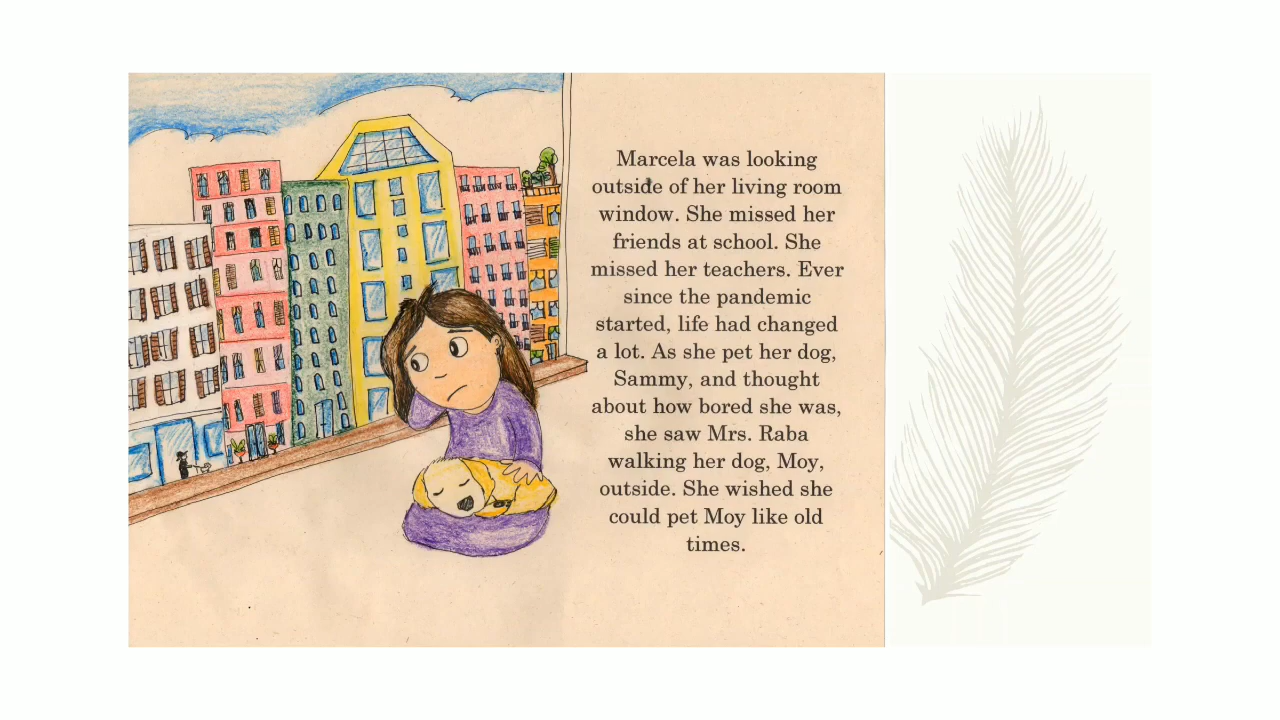 Marcela was looking
outside of her living room
window. She missed her
friends at school. She
missed her teachers. Ever
since the pandemic
started, life had changed
a lot. As she pet her dog,
Sammy, and thought
about how bored she was,
she saw Mrs. Raba
walking her dog, Moy,
outside. She wished she
could pet Moy like old
times.